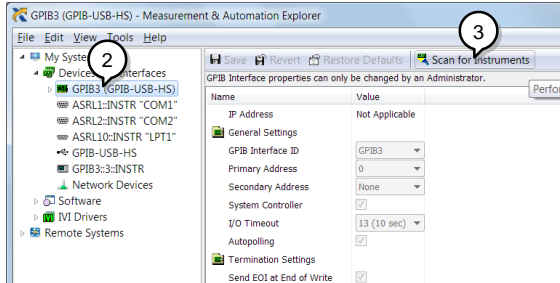 GPIB3 (GPIB-USB-HS) - Measurement & Automation Explorer
File Edit View Tools Help
2
3
My System
Devices and Interfaces
GPIB3 (GPIB-USB-HS)
ASRL1::INSTR "COM1"
ASRL2::INSTR "COM2"
ASRL10::INSTR "LPT1"
GPIB-USB-HS
GPIB3::3::INSTR
Network Devices
Software
IVI Drivers
Remote Systems
Save Revert Restore Defaults Scan for Instruments
GPIB Interface properties can only be changed by an Administrator.
Perfo
Name Value
IP Address Not Applicable
General Settings
GPIB Interface ID GPIB3
Primary Address 0
Secondary Address None
System Controller
I/O Timeout 13 (10 sec)
Autopolling
Termination Settings
Send EOI at End of Write